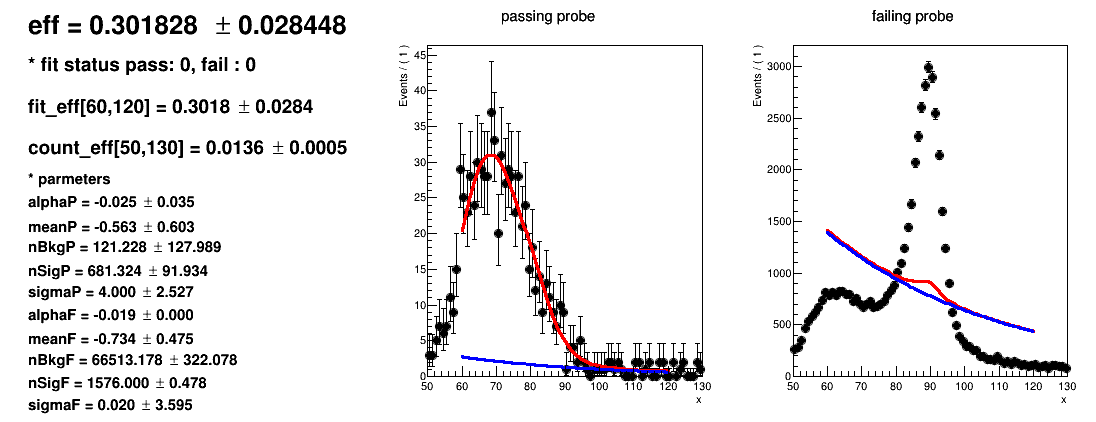 eff = 0.301828 ± 0.028448
* fit status pass: 0, fail : 0
fit_eff[60,120] = 0.3018 ± 0.0284
count_eff[50,130] = 0.0136 ± 0.0005
* parmeters
alphaP = -0.025 ± 0.035
meanP = -0.563 ± 0.603
nBkgP = 121.228 ± 127.989
nSigP = 681.324 ± 91.934
sigmaP = 4.000 ± 2.527
alphaF = -0.019 ± 0.000
meanF = -0.734 ± 0.475
nBkgF = 66513.178 ± 322.078
nSigF = 1576.000 ± 0.478
sigmaF = 0.020 ± 3.595
passing probe
Events / ( 1 )
45
40
35
30
25
20
15
10
5
0
50 60 70 80 90 100 110 120 130
x
failing probe
Events / ( 1 )
3000
2500
2000
1500
1000
500
0
50 60 70 80 90 100 110 120 130
x